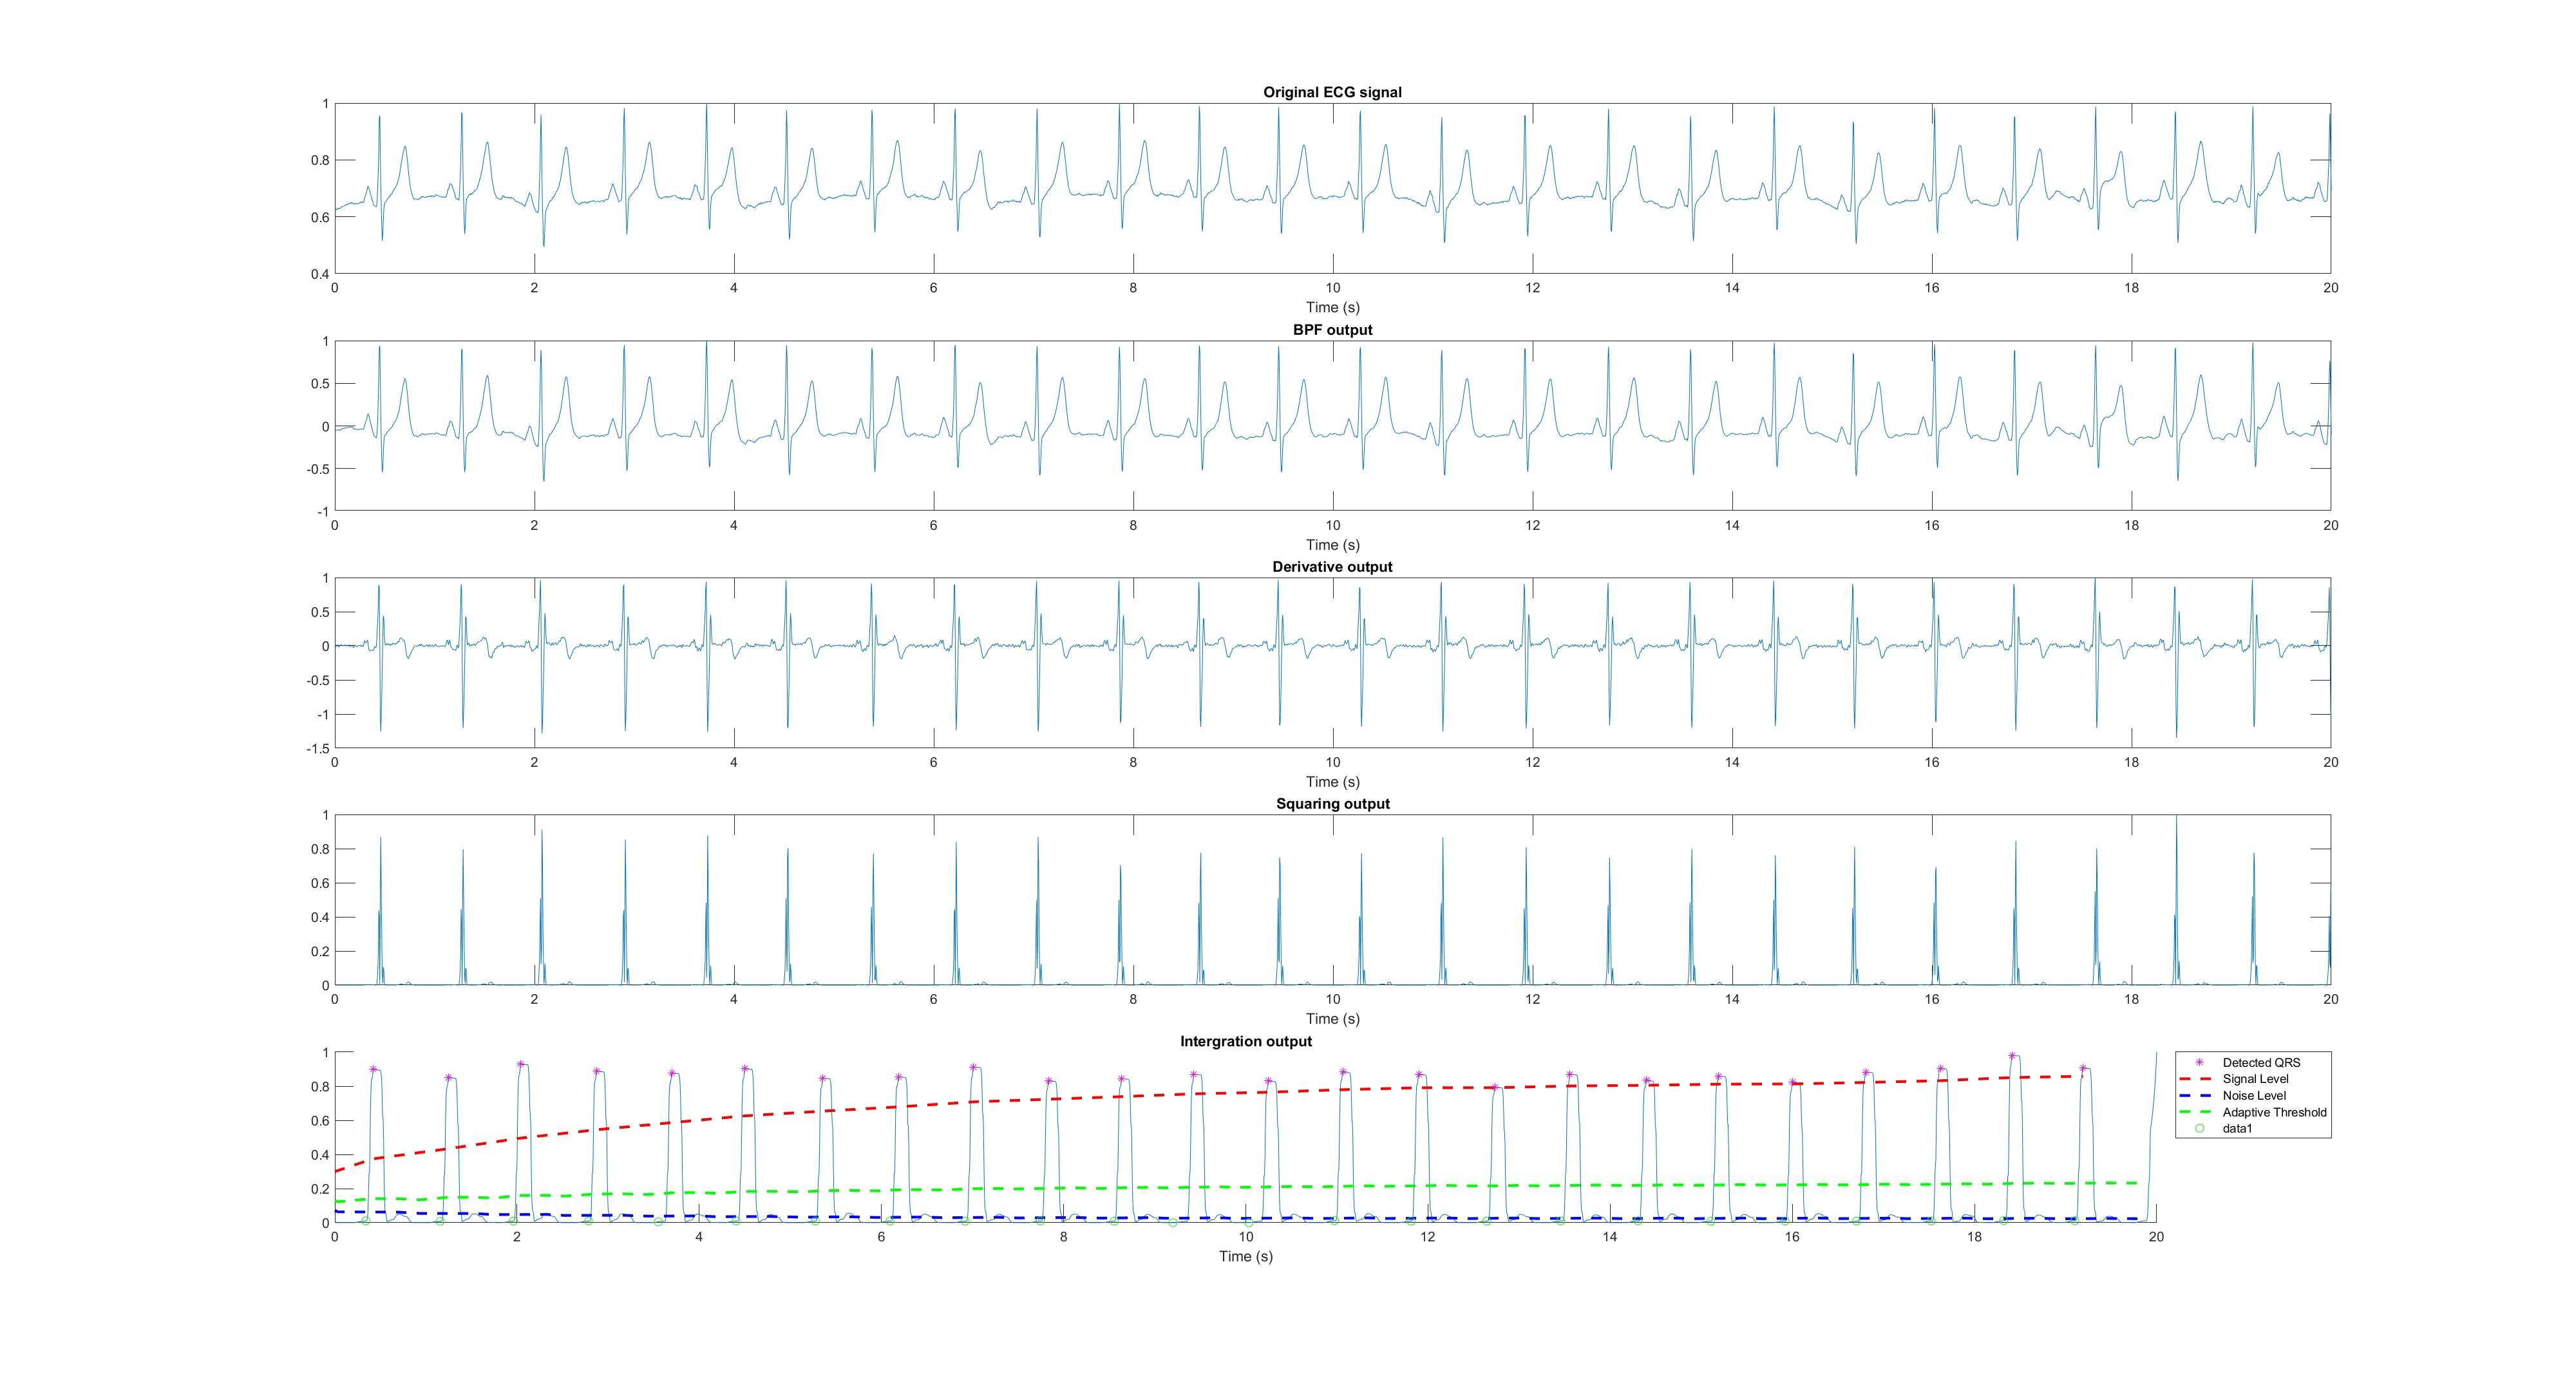 Original ECG signal
1
0.8
0.6
0.4
0 2 4 6 8 10 12 14 16 18 20
Time (s)
BPF output
1
0.5
0
-0.5
-1
0 2 4 6 8 10 12 14 16 18 20
Time (s)
Derivative output
1
0.5
0
-0.5
-1
-1.5
0 2 4 6 8 10 12 14 16 18 20
Time (s)
Squaring output
1
0.8
0.6
0.4
0.2
0
0 2 4 6 8 10 12 14 16 18 20
Time (s)
Intergration output
1
0.8
0.6
0.4
0.2
0
0 2 4 6 8 10 12 14 16 18 20
Time (s)
Detected QRS
Signal Level
Noise Level
Adaptive Threshold
data1